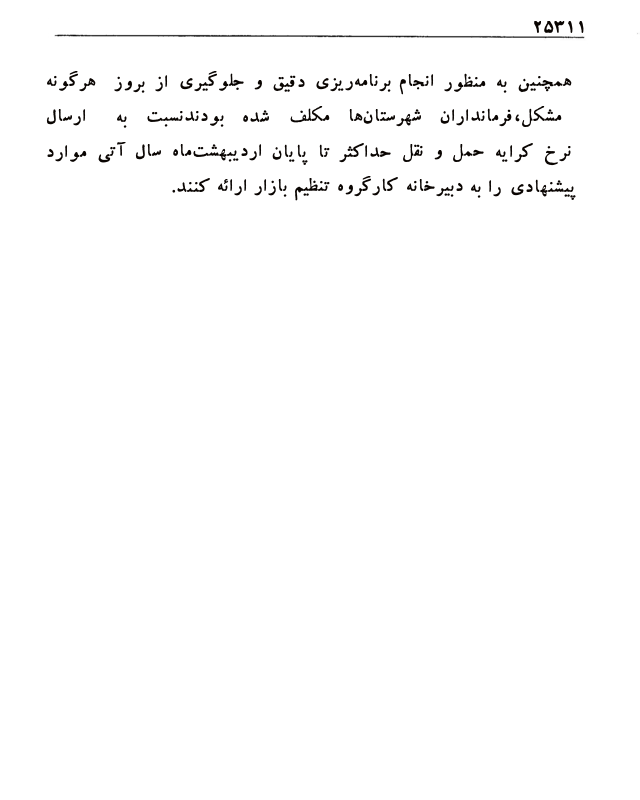 ۲۵۳۱۱
همچنین به منظور انجام برنامه‌ریزی دقیق و جلوگیری از بروز هرگونه
مشکل،فرمانداران شهرستان‌ها مکلف شده بودندنسبت به ارسال
نرخ کرایه حمل و نقل حداکثر تا پایان اردیبهشت‌ماه سال آتی موارد
پیشنهادی را به دبیرخانه کارگروه تنظیم بازار ارائه کنند.